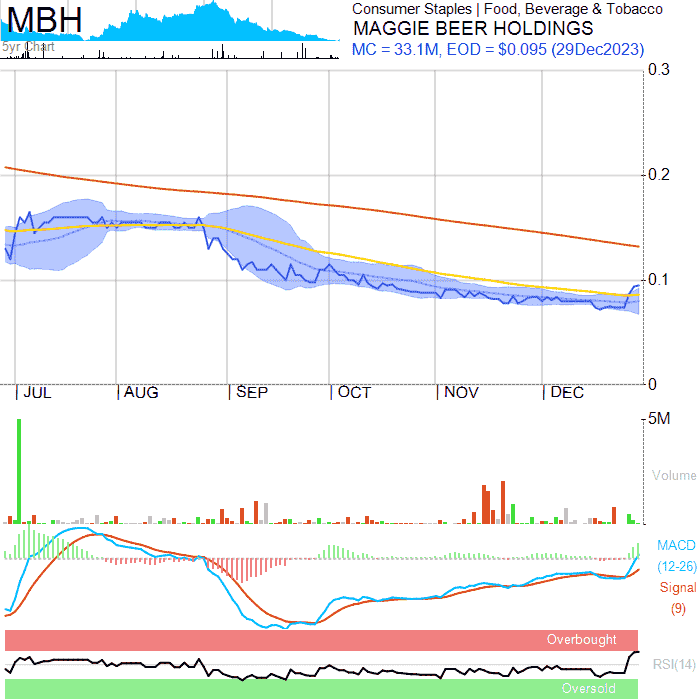 MBH
5yr Chart
Consumer Staples | Food, Beverage & Tobacco
MAGGIE BEER HOLDINGS
MC = 33.1M, EOD = $0.095 (29Dec2023)
0.3
0.2
0.1
0
JUL AUG SEP OCT NOV DEC
5M
Volume
MACD
(12-26)
Signal
(9)
Overbought
RSI(14)
Oversold